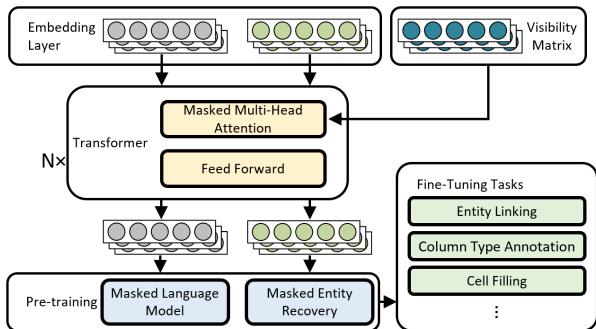 Embedding
Layer
Visibility
Matrix
Masked Multi-Head
Attention
Transformer
N×
Feed Forward
Fine-Tuning Tasks
Entity Linking
Column Type Annotation
Cell Filling
⋮
Pre-training
Masked Language
Model
Masked Entity
Recovery